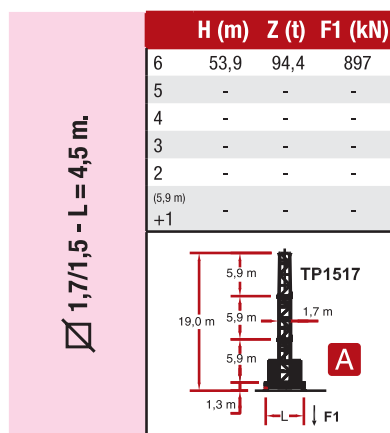 H (m) Z (t) F1 (kN)
6 53,9 94,4 897
5 - - -
4 - - -
3 - - -
2 - - -
(5,9 m)
+1 - - -
1,7/1,5 - L = 4,5 m.
5,9 m
TP1517
19,0 m
5,9 m
1,7 m
5,9 m
A
1,3 m
L
F1